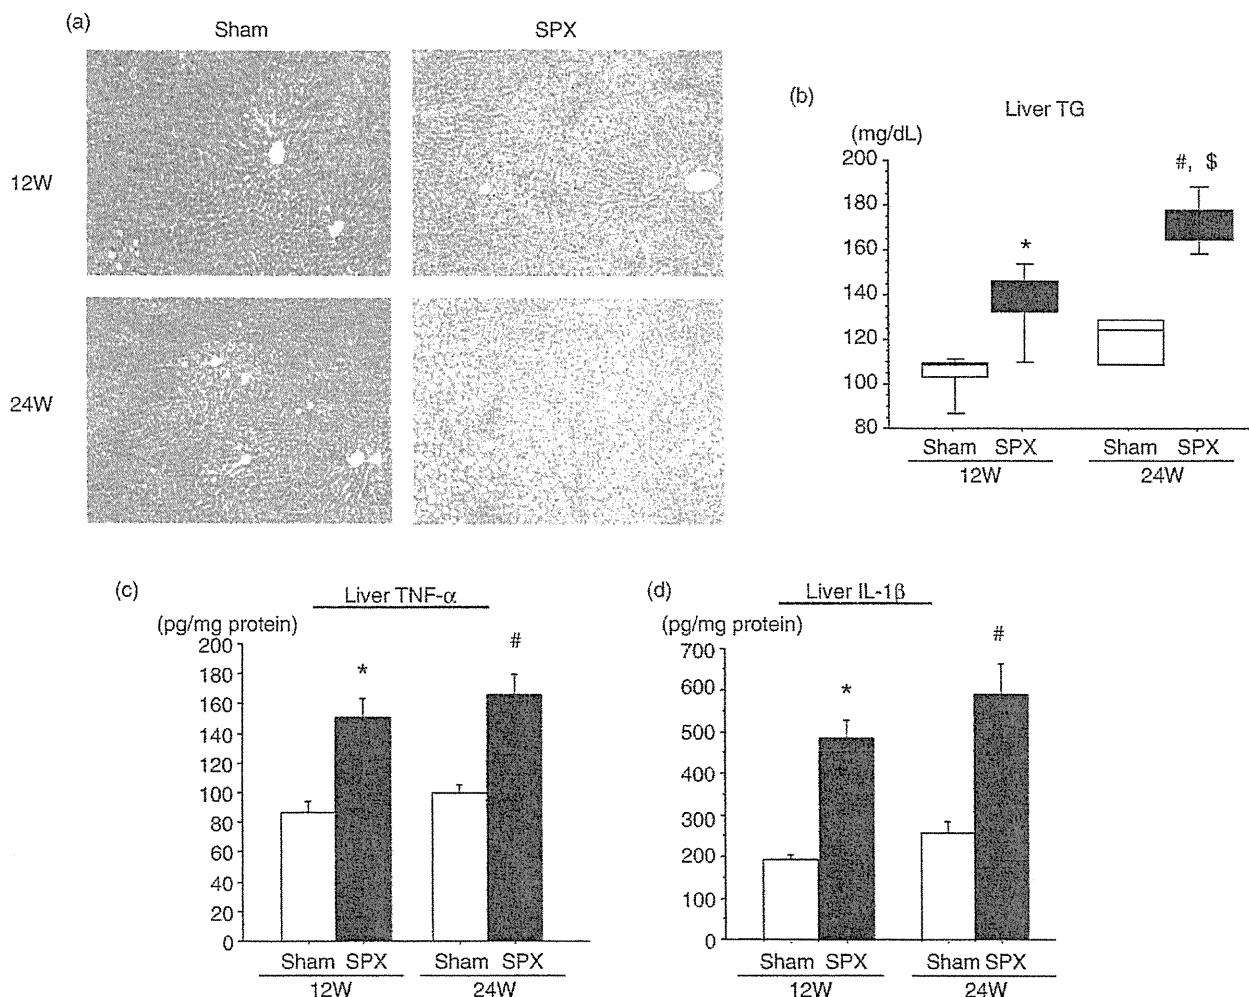 (a)
Sham SPX
12W
24W
(b)
Liver TG
(mg/dL)
200
180
160
140
120
100
80
*
#, $
Sham SPX Sham SPX
12W 24W
(c)
Liver TNF-α
(pg/mg protein)
200
180
160
140
120
100
80
60
40
20
0
*
#
Sham SPX Sham SPX
12W 24W
(d)
Liver IL-1β
(pg/mg protein)
700
600
500
400
300
200
100
0
*
#
Sham SPX Sham SPX
12W 24W